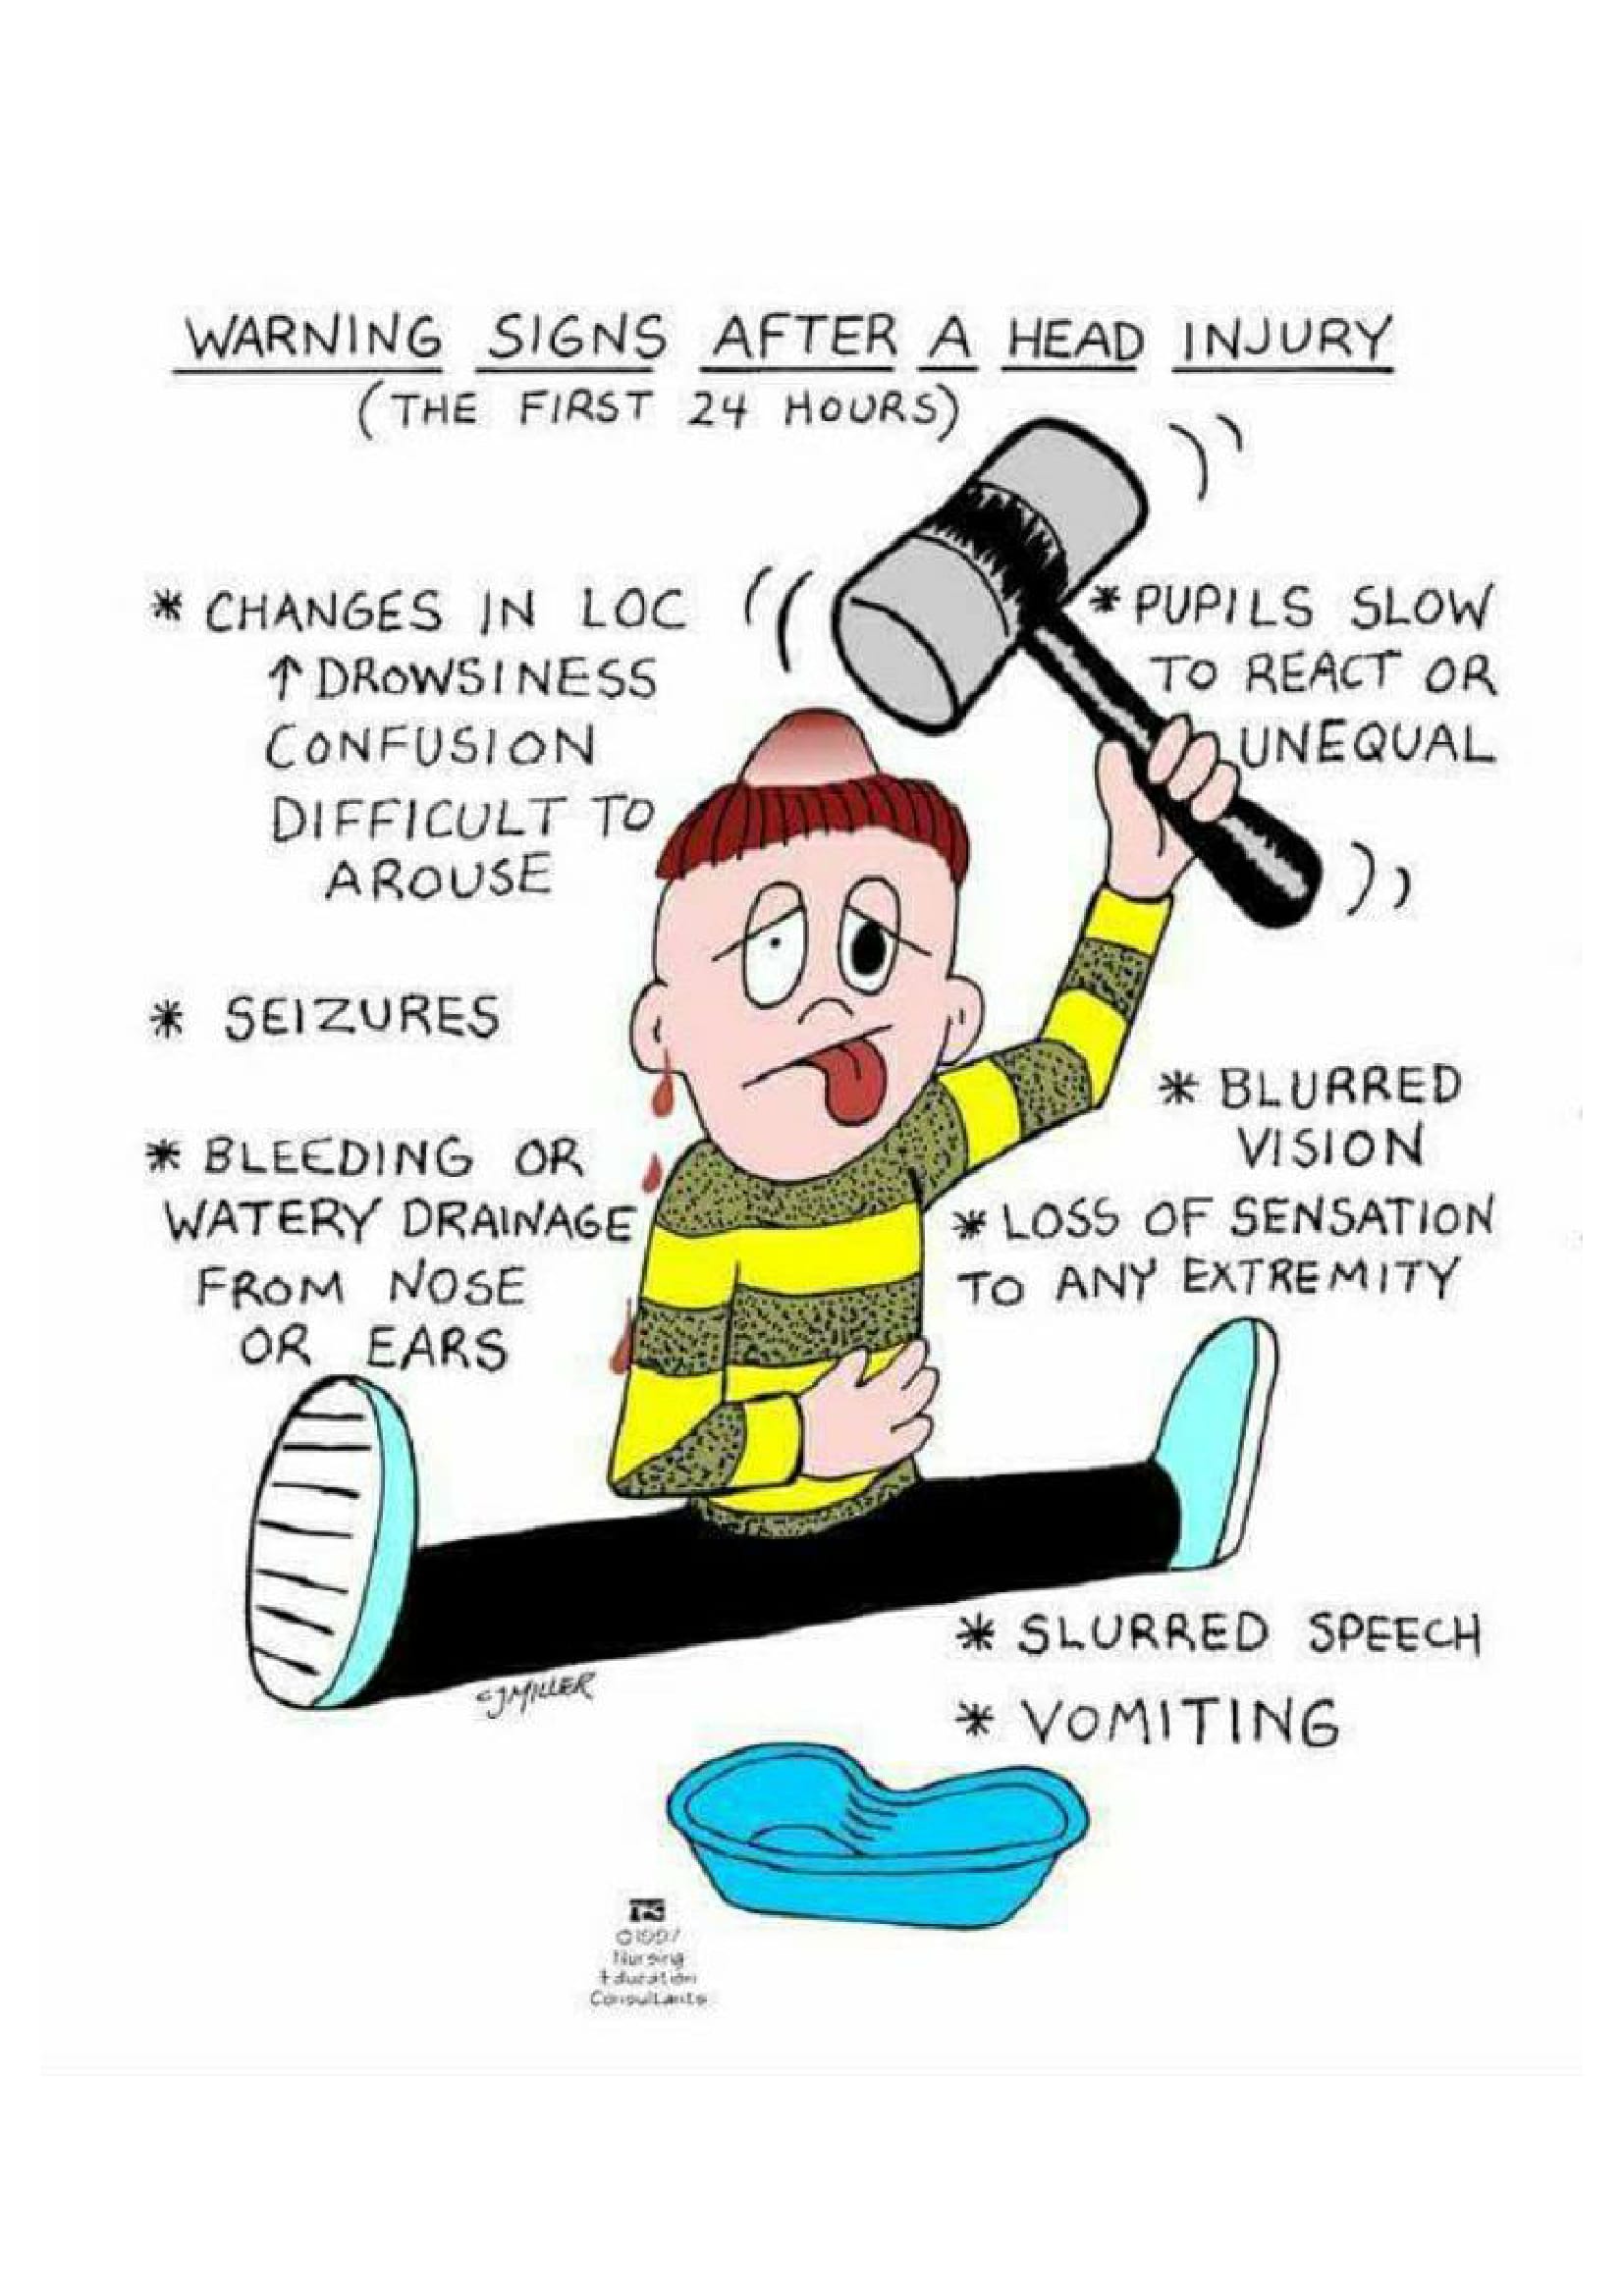 WARNING SIGNS AFTER A HEAD INJURY
(THE FIRST 24 HOURS)
* CHANGES IN LOC
↑ DROWSINESS
CONFUSION
DIFFICULT TO
AROUSE
* SEIZURES
* BLEEDING OR
WATERY DRAINAGE
FROM NOSE
OR EARS
* PUPILS SLOW
TO REACT OR
UNEQUAL
* BLURRED
VISION
* LOSS OF SENSATION
TO ANY EXTREMITY
* SLURRED SPEECH
* VOMITING
CJMILLER
©1997
Nursing
Education
Consultants